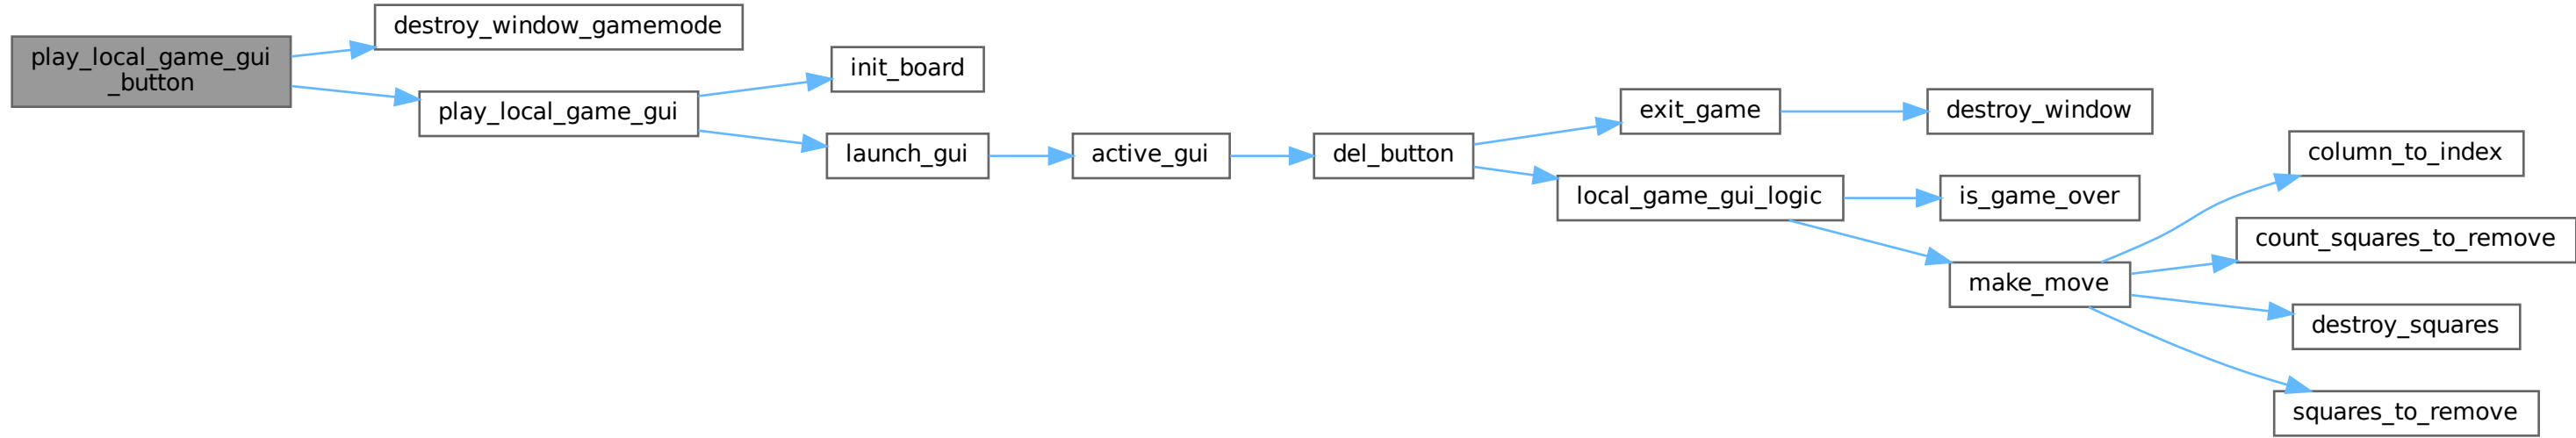 play_local_game_gui
_button
destroy_window_gamemode
play_local_game_gui
init_board
launch_gui
active_gui
del_button
exit_game
destroy_window
local_game_gui_logic
is_game_over
make_move
column_to_index
count_squares_to_remove
destroy_squares
squares_to_remove